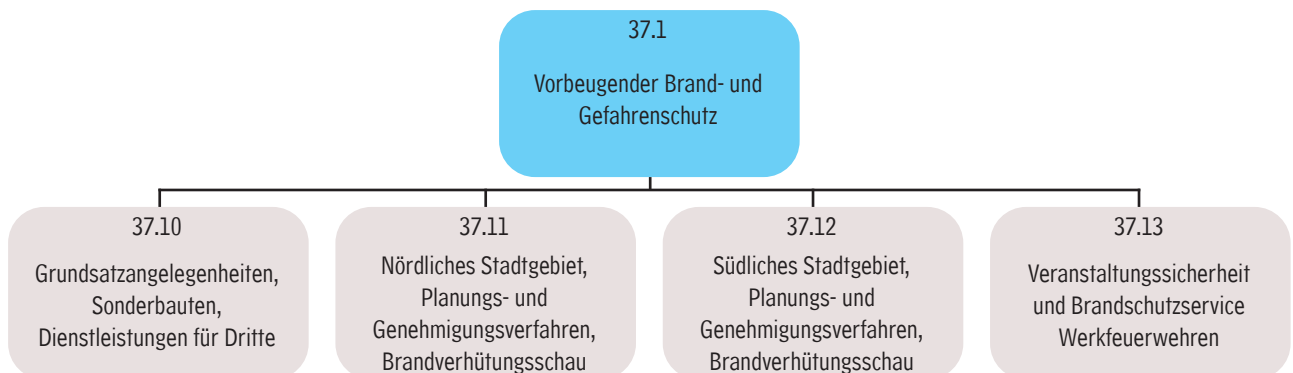 37.1
Vorbeugender Brand- und
Gefahrenschutz
37.10
Grundsatzangelegenheiten,
Sonderbauten,
Dienstleistungen für Dritte
37.11
Nördliches Stadtgebiet,
Planungs- und
Genehmigungsverfahren,
Brandverhütungsschau
37.12
Südliches Stadtgebiet,
Planungs- und
Genehmigungsverfahren,
Brandverhütungsschau
37.13
Veranstaltungssicherheit
und Brandschutzservice
Werkfeuerwehren